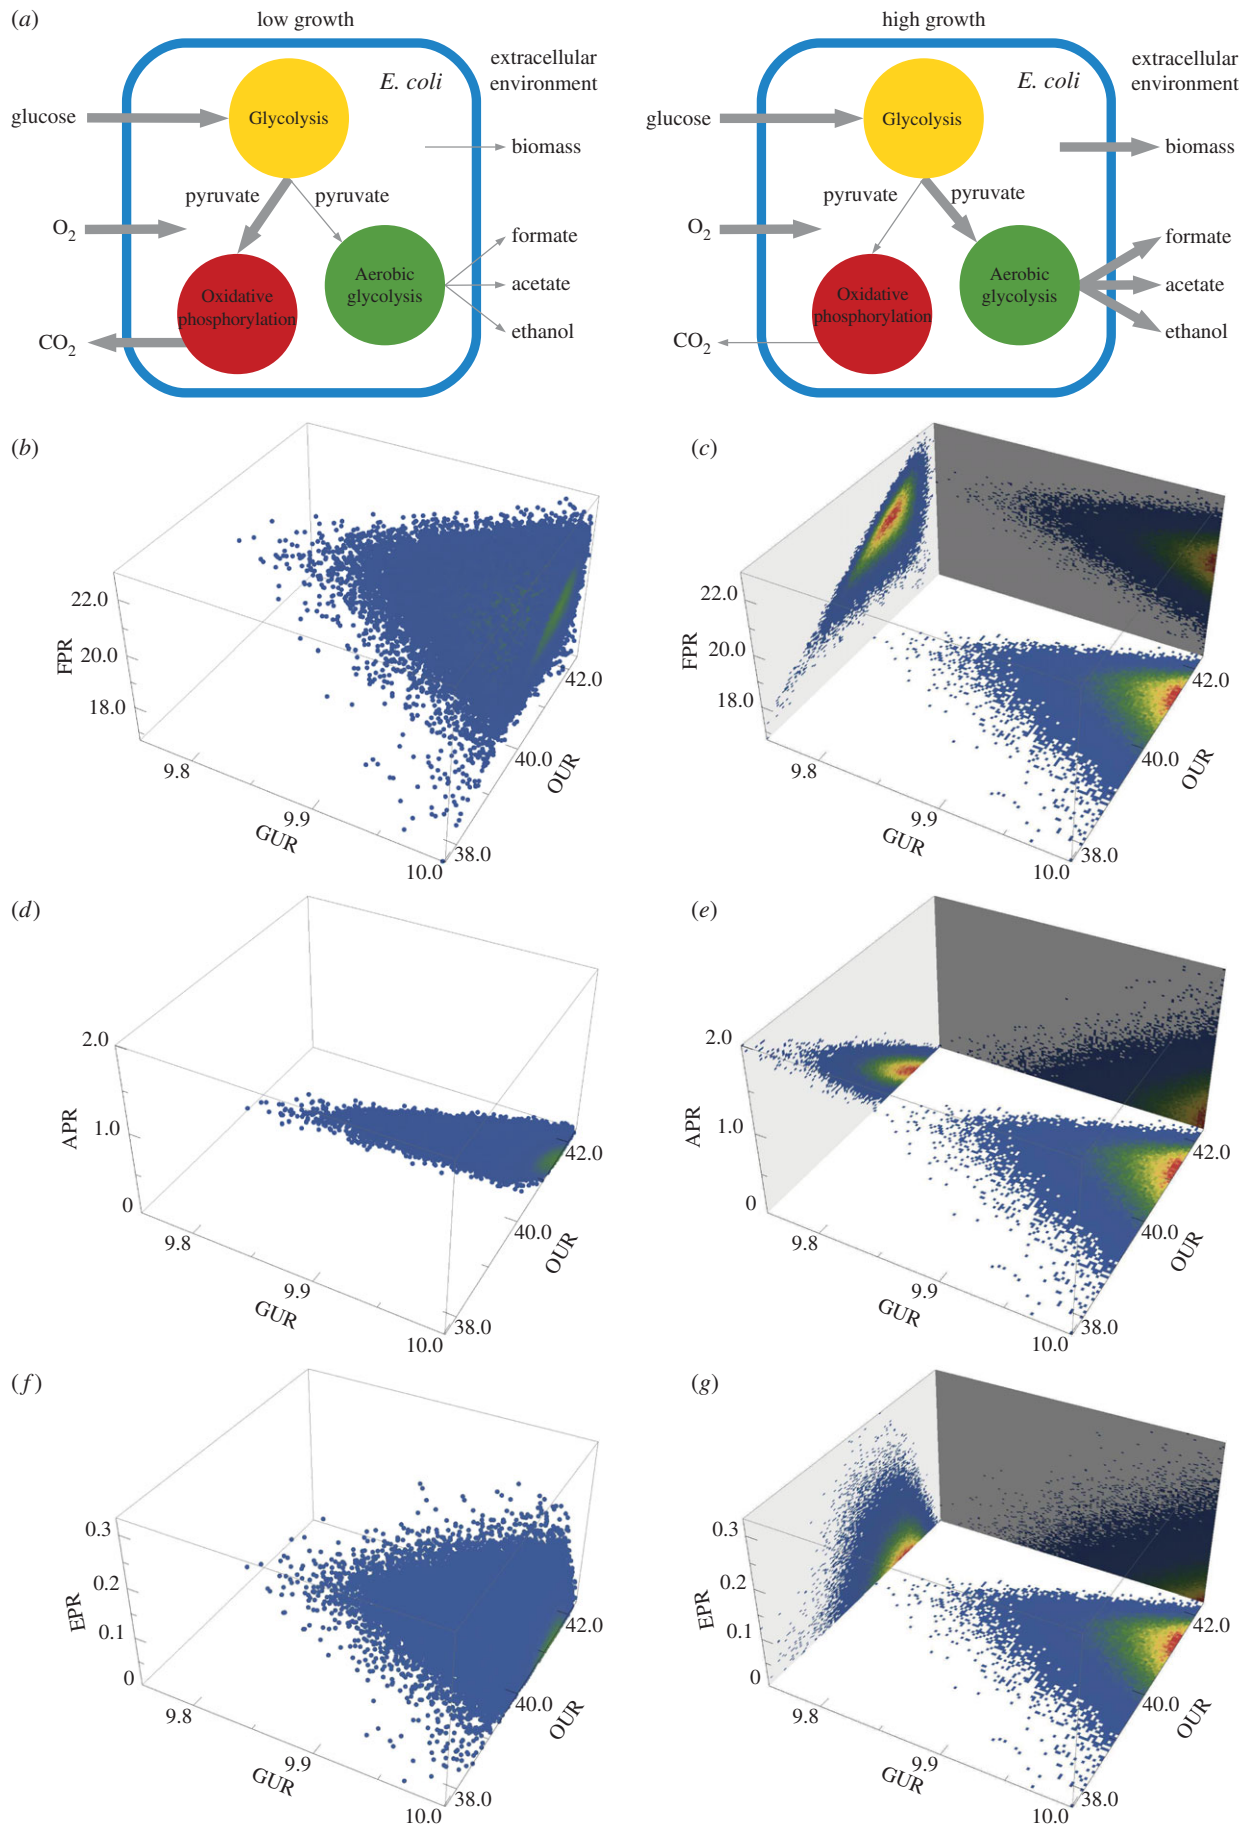 (a)
low growth
E. coli
extracellular
environment
glucose
Glycolysis
biomass
pyruvate
pyruvate
O2
formate
Aerobic
glycolysis
acetate
Oxidative
phosphorylation
ethanol
CO2
high growth
E. coli
extracellular
environment
glucose
Glycolysis
biomass
pyruvate
pyruvate
O2
formate
Aerobic
glycolysis
acetate
Oxidative
phosphorylation
ethanol
CO2
(b)
22.0
20.0
18.0
FPR
9.8
9.9
10.0
GUR
38.0
40.0
42.0
OUR
(c)
22.0
20.0
18.0
FPR
9.8
9.9
10.0
GUR
38.0
40.0
42.0
OUR
(d)
2.0
1.0
0
APR
9.8
9.9
10.0
GUR
38.0
40.0
42.0
OUR
(e)
2.0
1.0
0
APR
9.8
9.9
10.0
GUR
38.0
40.0
42.0
OUR
(f)
0.3
0.2
0.1
0
EPR
9.8
9.9
10.0
GUR
38.0
40.0
42.0
OUR
(g)
0.3
0.2
0.1
0
EPR
9.8
9.9
10.0
GUR
38.0
40.0
42.0
OUR